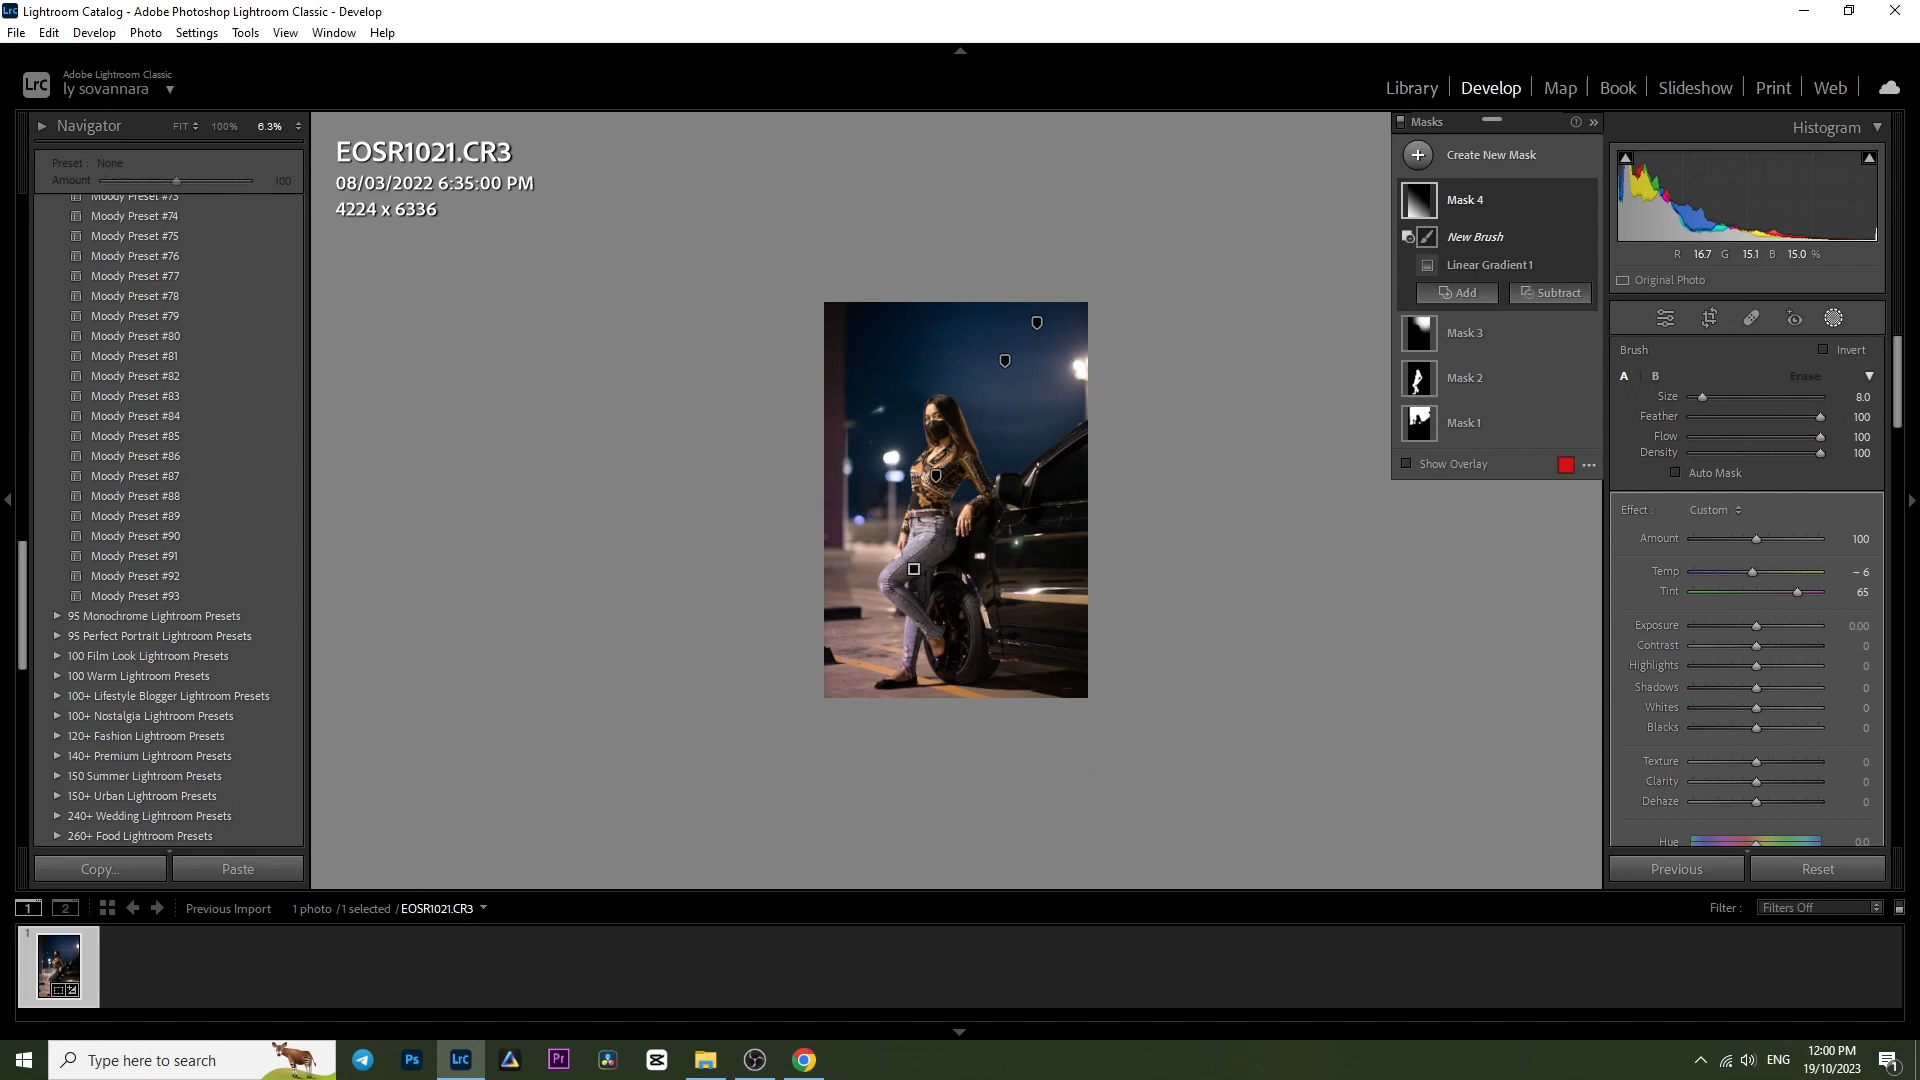 Lightroom Catalog - Adobe Photoshop Lightroom Classic - Develop
File Edit Develop Photo Settings Tools View Window Help
LrC
Adobe Lightroom Classic
ly sovannara
Library Develop Map Book Slideshow Print Web
Navigator FIT 100% 6.3%
Preset : None
Amount 100
Moody Preset #73
Moody Preset #74
Moody Preset #75
Moody Preset #76
Moody Preset #77
Moody Preset #78
Moody Preset #79
Moody Preset #80
Moody Preset #81
Moody Preset #82
Moody Preset #83
Moody Preset #84
Moody Preset #85
Moody Preset #86
Moody Preset #87
Moody Preset #88
Moody Preset #89
Moody Preset #90
Moody Preset #91
Moody Preset #92
Moody Preset #93
95 Monochrome Lightroom Presets
95 Perfect Portrait Lightroom Presets
100 Film Look Lightroom Presets
100 Warm Lightroom Presets
100+ Lifestyle Blogger Lightroom Presets
100+ Nostalgia Lightroom Presets
120+ Fashion Lightroom Presets
140+ Premium Lightroom Presets
150 Summer Lightroom Presets
150+ Urban Lightroom Presets
240+ Wedding Lightroom Presets
260+ Food Lightroom Presets
Copy... Paste
EOSR1021.CR3
08/03/2022 6:35:00 PM
4224 x 6336
Masks
Create New Mask
Mask 4
New Brush
Linear Gradient 1
Add Subtract
Mask 3
Mask 2
Mask 1
Show Overlay
Histogram
R 16.7 G 15.1 B 15.0 %
Original Photo
Brush Invert
A B Erase
Size 8.0
Feather 100
Flow 100
Density 100
Auto Mask
Effect : Custom
Amount 100
Temp – 6
Tint 65
Exposure 0.00
Contrast 0
Highlights 0
Shadows 0
Whites 0
Blacks 0
Texture 0
Clarity 0
Dehaze 0
Hue 0.0
Previous Reset
1 2 Previous Import 1 photo / 1 selected / EOSR1021.CR3
Filter : Filters Off
1
Type here to search
Ps LrC Pr
ENG
12:00 PM
19/10/2023
1